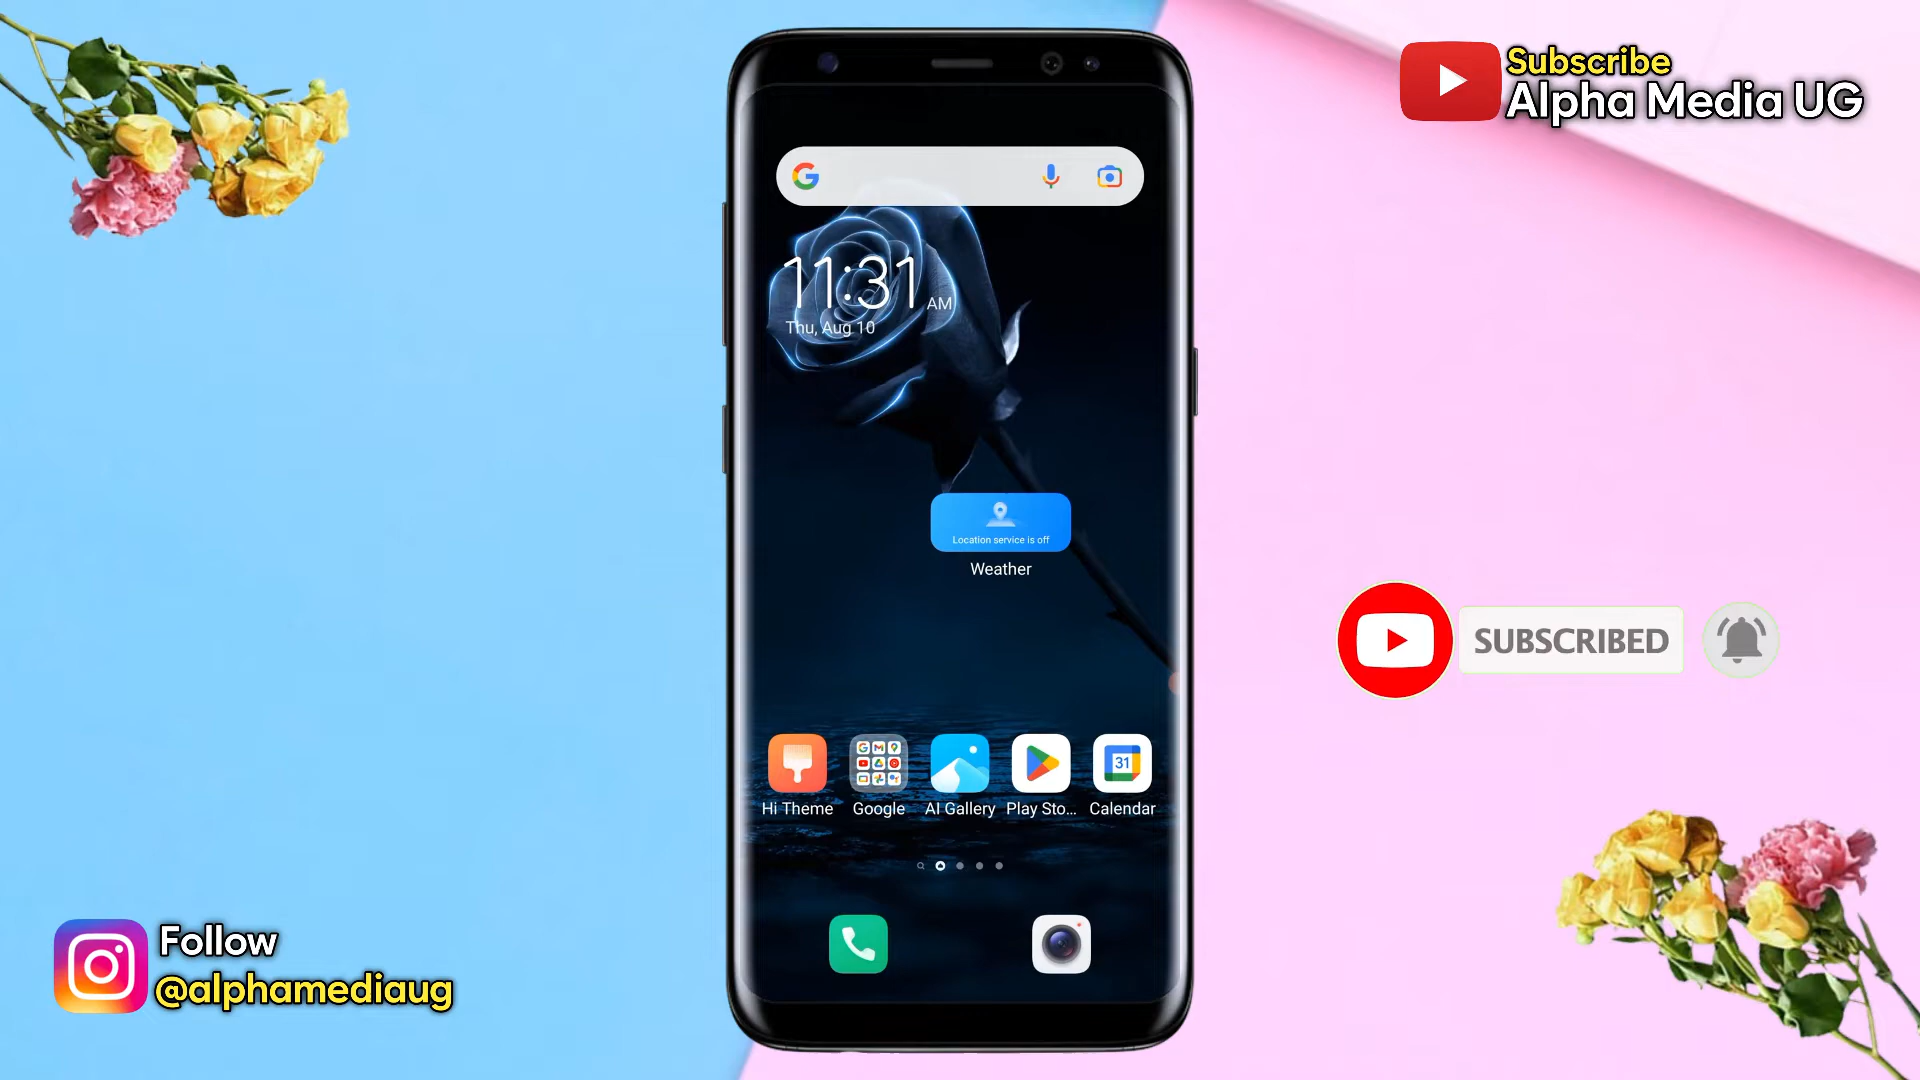 Subscribe
Alpha Media UG
11:31 AM
Thu, Aug 10
Location service is off
Weather
SUBSCRIBED
Hi Theme
Google
AI Gallery
Play Sto...
31
Calendar
Follow
@alphamediaug